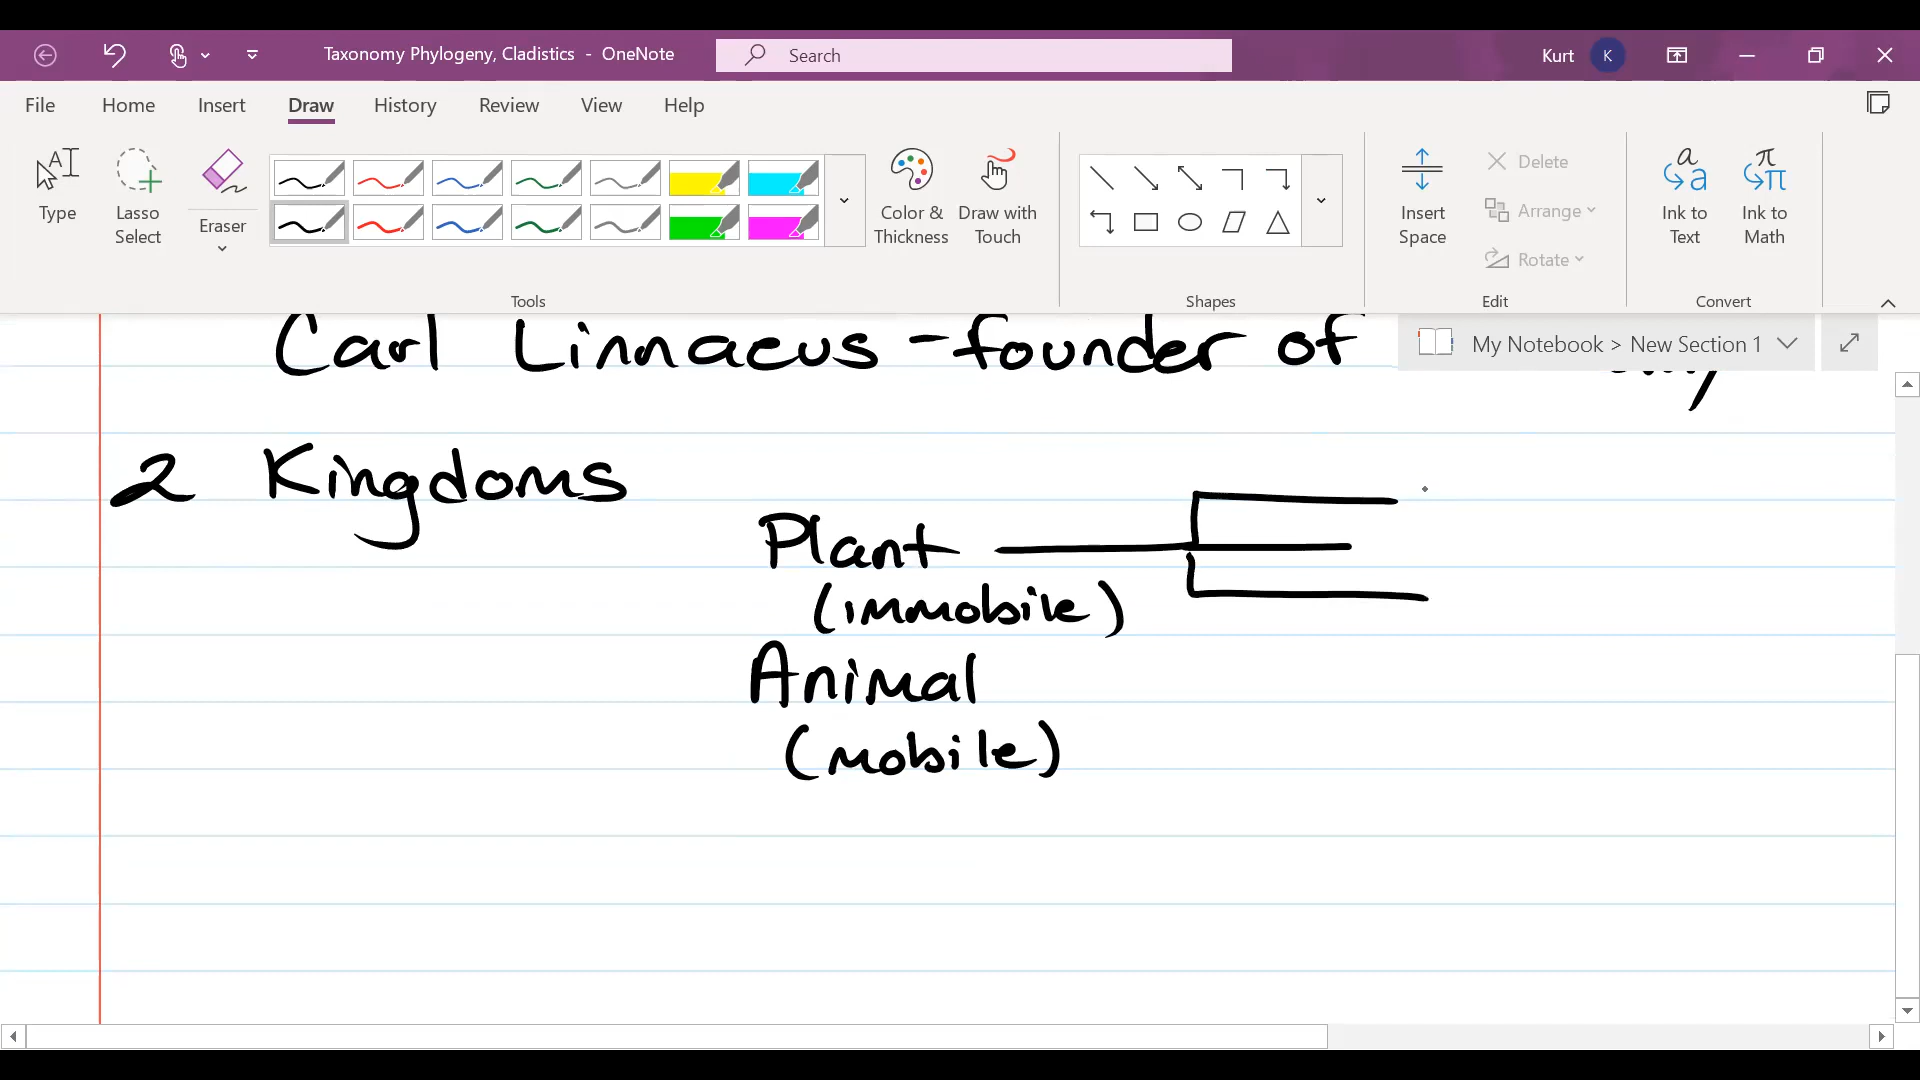 Taxonomy Phylogeny, Cladistics - OneNote
Search
Kurt
K
File Home Insert Draw History Review View Help
Type
Lasso Select
Eraser
Color & Thickness
Draw with Touch
Tools
Shapes
Insert Space
Delete
Arrange
Rotate
Edit
a
a
Ink to Text
π
π
Ink to Math
Convert
My Notebook > New Section 1
Carl Linnaeus - founder of
2 Kingdoms
Plant
(immobile)
Animal
(mobile)